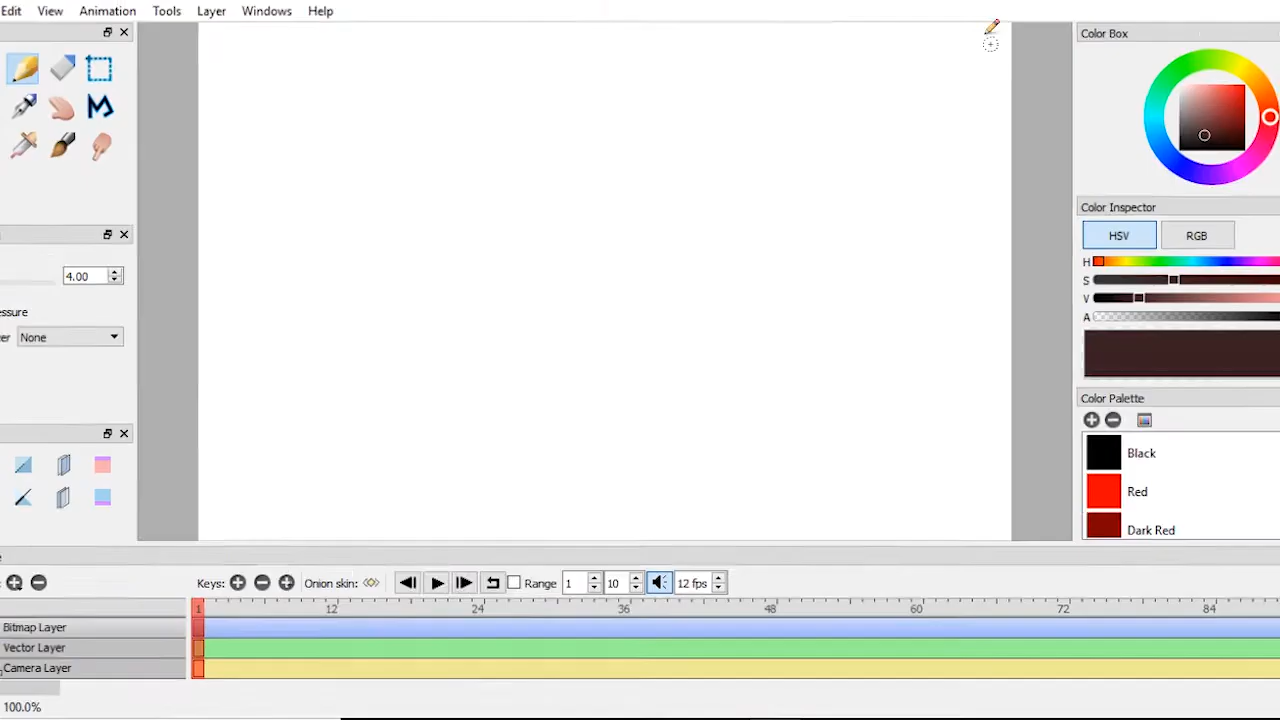 Edit View Animation Tools Layer Windows Help
Color Box
Color Inspector
HSV RGB
H
S
V
A
4.00
essure
er None
Color Palette
Black
Red
Dark Red
e
Keys: Onion skin: Range 1 10 12 fps
1 12 24 36 48 60 72 84
Bitmap Layer
Vector Layer
Camera Layer
100.0%